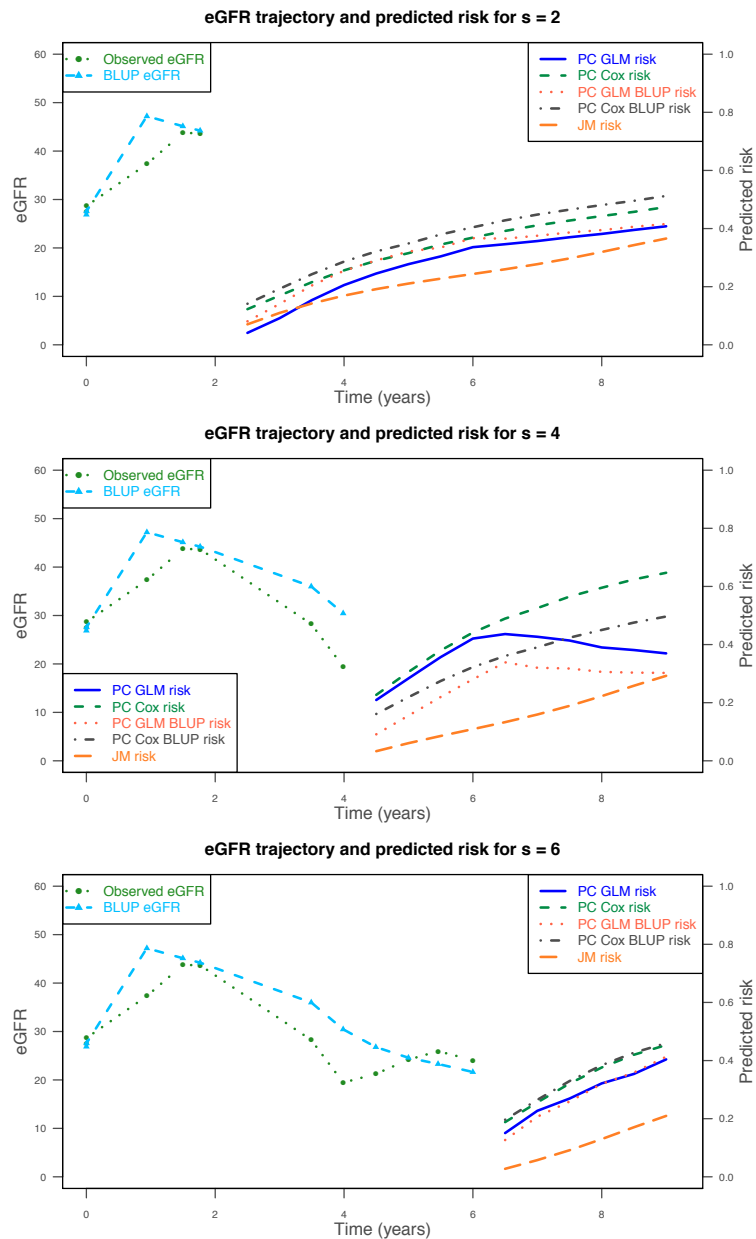 eGFR trajectory and predicted risk for s = 2
Observed eGFR
BLUP eGFR
PC GLM risk
PC Cox risk
PC GLM BLUP risk
PC Cox BLUP risk
JM risk
eGFR
0
10
20
30
40
50
60
Predicted risk
0.0
0.2
0.4
0.6
0.8
1.0
0
2
4
6
8
Time (years)
eGFR trajectory and predicted risk for s = 4
Observed eGFR
BLUP eGFR
PC GLM risk
PC Cox risk
PC GLM BLUP risk
PC Cox BLUP risk
JM risk
eGFR
0
10
20
30
40
50
60
Predicted risk
0.0
0.2
0.4
0.6
0.8
1.0
0
2
4
6
8
Time (years)
eGFR trajectory and predicted risk for s = 6
Observed eGFR
BLUP eGFR
PC GLM risk
PC Cox risk
PC GLM BLUP risk
PC Cox BLUP risk
JM risk
eGFR
0
10
20
30
40
50
60
Predicted risk
0.0
0.2
0.4
0.6
0.8
1.0
0
2
4
6
8
Time (years)